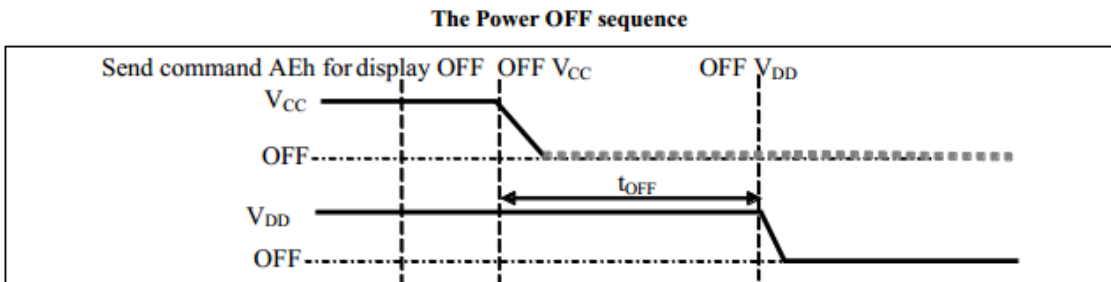 The Power OFF sequence
Send command AEh for display OFF OFF VCC OFF VDD
VCC
OFF
tOFF
VDD
OFF